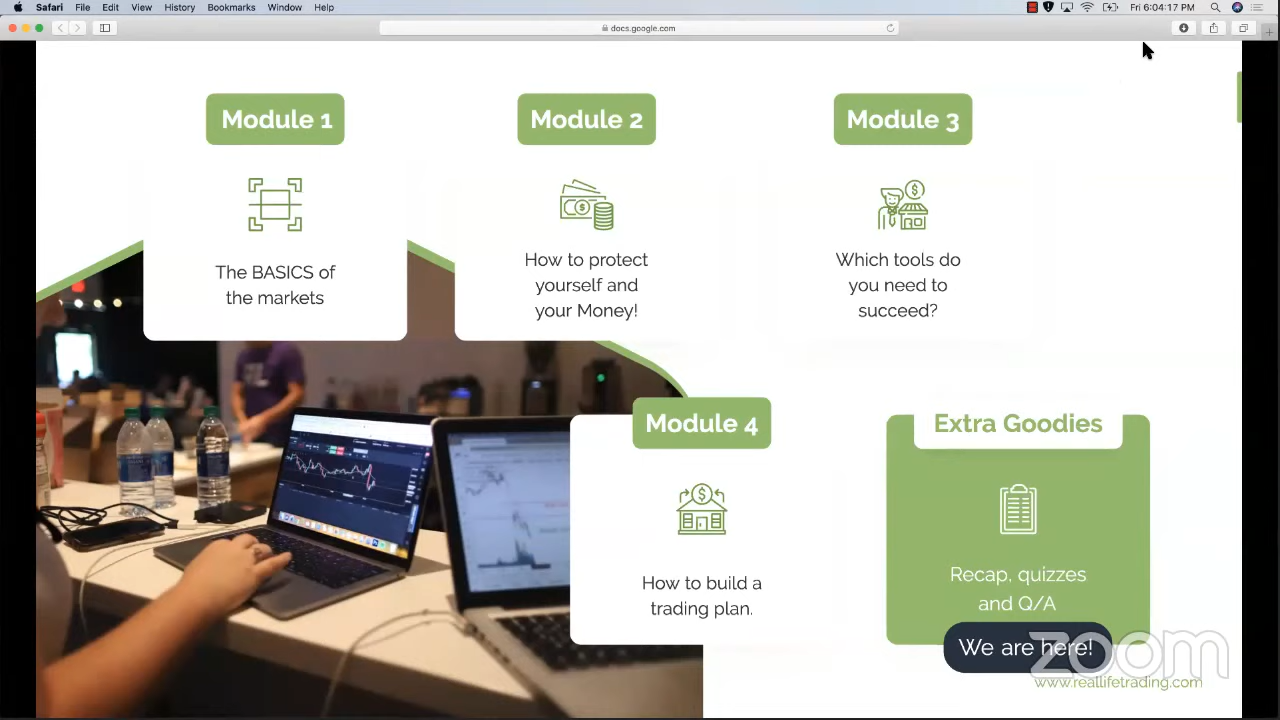 Safari File Edit View History Bookmarks Window Help
Fri 6:04:17 PM
docs.google.com
Module 1
The BASICS of
the markets
Module 2
How to protect
yourself and
your Money!
Module 3
Which tools do
you need to
succeed?
Module 4
How to build a
trading plan.
Extra Goodies
Recap, quizzes
and Q/A
We are here!
zoom
www.reallifetrading.com